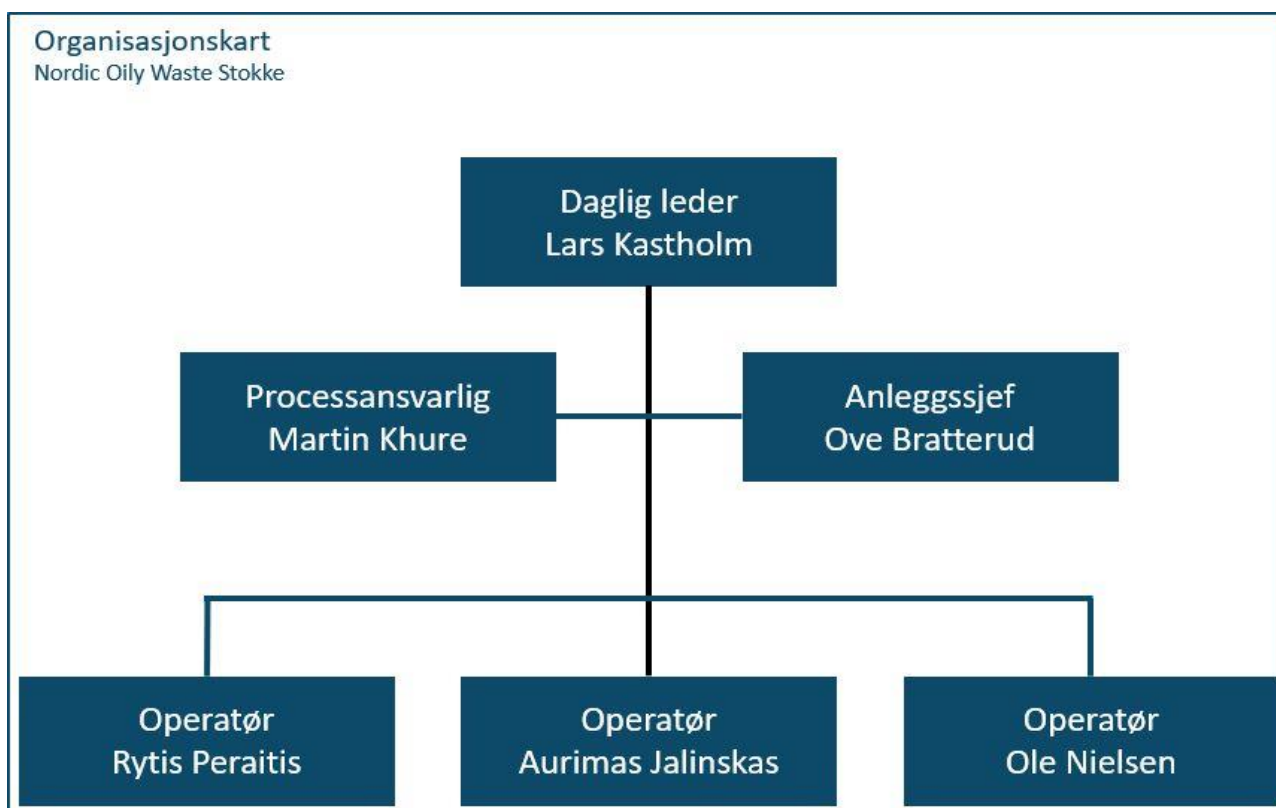 Organisasjonskart
Nordic Oily Waste Stokke
Daglig leder
Lars Kastholm
Processansvarlig
Martin Khure
Anleggssjef
Ove Bratterud
Operatør
Rytis Peraitis
Operatør
Aurimas Jalinskas
Operatør
Ole Nielsen